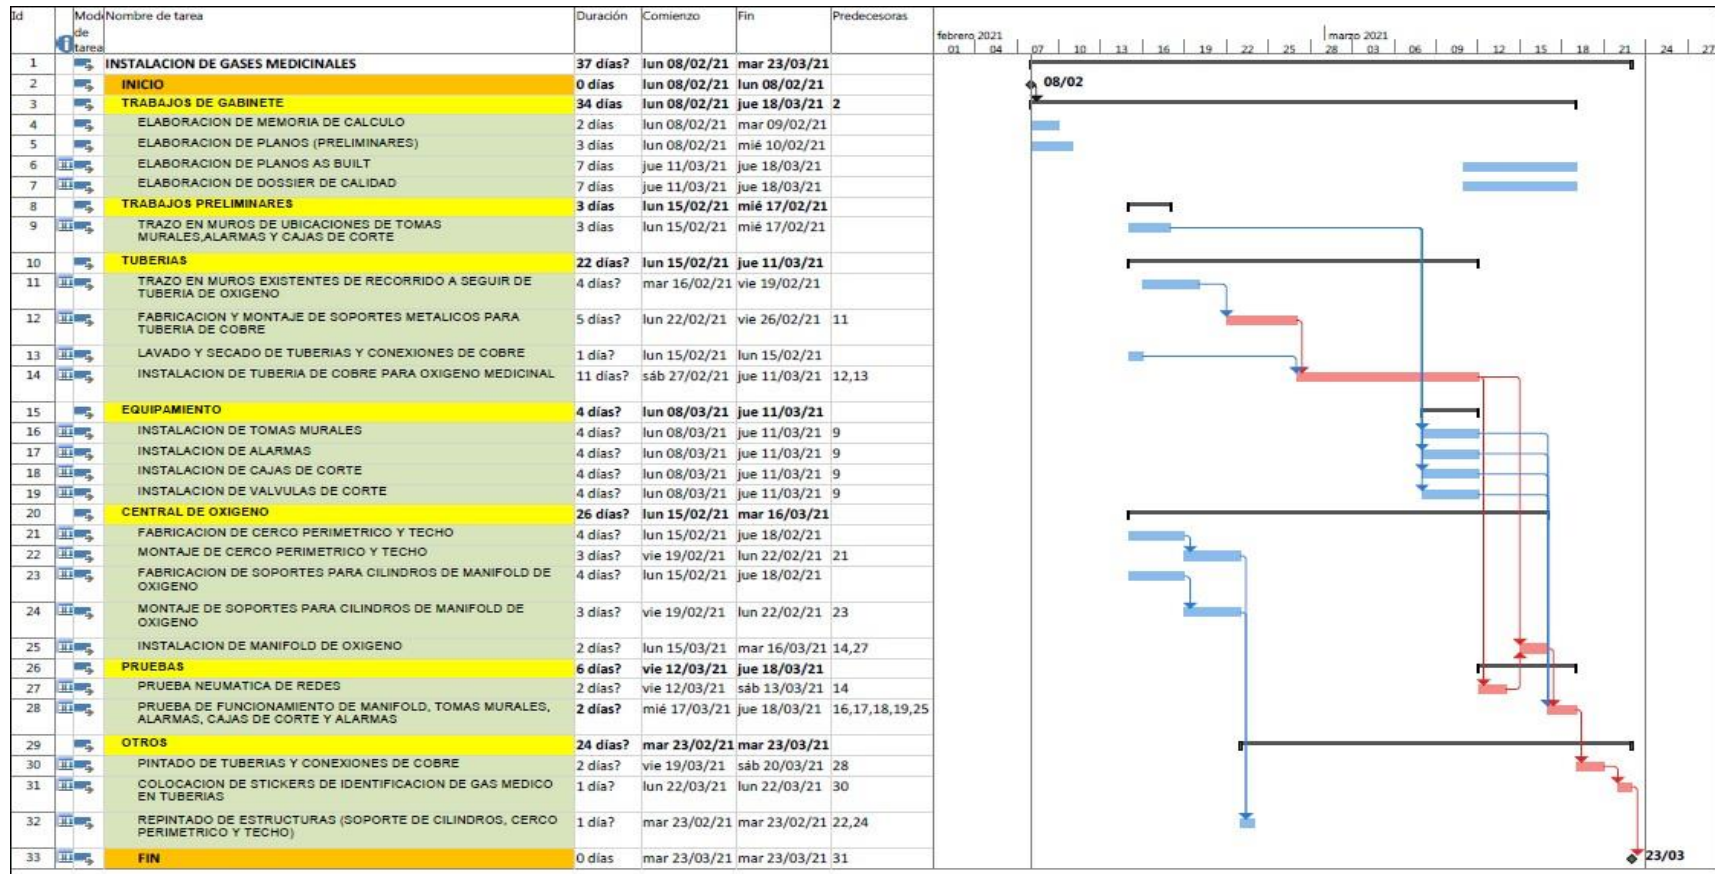 Id Modo de tarea Nombre de tarea Duración Comienzo Fin Predecesoras
febrero 2021 marzo 2021
01 04 07 10 13 16 19 22 25 28 03 06 09 12 15 18 21 24 27
1 INSTALACION DE GASES MEDICINALES 37 días? lun 08/02/21 mar 23/03/21
2 INICIO 0 días lun 08/02/21 lun 08/02/21 08/02
3 TRABAJOS DE GABINETE 34 días lun 08/02/21 jue 18/03/21 2
4 ELABORACION DE MEMORIA DE CALCULO 2 días lun 08/02/21 mar 09/02/21
5 ELABORACION DE PLANOS (PRELIMINARES) 3 días lun 08/02/21 mié 10/02/21
6 ELABORACION DE PLANOS AS BUILT 7 días jue 11/03/21 jue 18/03/21
7 ELABORACION DE DOSSIER DE CALIDAD 7 días jue 11/03/21 jue 18/03/21
8 TRABAJOS PRELIMINARES 3 días lun 15/02/21 mié 17/02/21
9 TRAZO EN MUROS DE UBICACIONES DE TOMAS 3 días lun 15/02/21 mié 17/02/21
MURALES,ALARMAS Y CAJAS DE CORTE
10 TUBERIAS 22 días? lun 15/02/21 jue 11/03/21
11 TRAZO EN MUROS EXISTENTES DE RECORRIDO A SEGUIR DE 4 días? mar 16/02/21 vie 19/02/21
TUBERIA DE OXIGENO
12 FABRICACION Y MONTAJE DE SOPORTES METALICOS PARA 5 días? lun 22/02/21 vie 26/02/21 11
TUBERIA DE COBRE
13 LAVADO Y SECADO DE TUBERIAS Y CONEXIONES DE COBRE 1 día? lun 15/02/21 lun 15/02/21
14 INSTALACION DE TUBERIA DE COBRE PARA OXIGENO MEDICINAL 11 días? sáb 27/02/21 jue 11/03/21 12,13
15 EQUIPAMIENTO 4 días? lun 08/03/21 jue 11/03/21
16 INSTALACION DE TOMAS MURALES 4 días? lun 08/03/21 jue 11/03/21 9
17 INSTALACION DE ALARMAS 4 días? lun 08/03/21 jue 11/03/21 9
18 INSTALACION DE CAJAS DE CORTE 4 días? lun 08/03/21 jue 11/03/21 9
19 INSTALACION DE VALVULAS DE CORTE 4 días? lun 08/03/21 jue 11/03/21 9
20 CENTRAL DE OXIGENO 26 días? lun 15/02/21 mar 16/03/21
21 FABRICACION DE CERCO PERIMETRICO Y TECHO 4 días? lun 15/02/21 jue 18/02/21
22 MONTAJE DE CERCO PERIMETRICO Y TECHO 3 días? vie 19/02/21 lun 22/02/21 21
23 FABRICACION DE SOPORTES PARA CILINDROS DE MANIFOLD DE 4 días? lun 15/02/21 jue 18/02/21
OXIGENO
24 MONTAJE DE SOPORTES PARA CILINDROS DE MANIFOLD DE 3 días? vie 19/02/21 lun 22/02/21 23
OXIGENO
25 INSTALACION DE MANIFOLD DE OXIGENO 2 días? lun 15/03/21 mar 16/03/21 14,27
26 PRUEBAS 6 días? vie 12/03/21 jue 18/03/21
27 PRUEBA NEUMATICA DE REDES 2 días? vie 12/03/21 sáb 13/03/21 14
28 PRUEBA DE FUNCIONAMIENTO DE MANIFOLD, TOMAS MURALES, 2 días? mié 17/03/21 jue 18/03/21 16,17,18,19,25
ALARMAS, CAJAS DE CORTE Y ALARMAS
29 OTROS 24 días? mar 23/02/21 mar 23/03/21
30 PINTADO DE TUBERIAS Y CONEXIONES DE COBRE 2 días? vie 19/03/21 sáb 20/03/21 28
31 COLOCACION DE STICKERS DE IDENTIFICACION DE GAS MEDICO 1 día? lun 22/03/21 lun 22/03/21 30
EN TUBERIAS
32 REPINTADO DE ESTRUCTURAS (SOPORTE DE CILINDROS, CERCO 1 día? mar 23/02/21 mar 23/02/21 22,24
PERIMETRICO Y TECHO)
33 FIN 0 días mar 23/03/21 mar 23/03/21 31 23/03